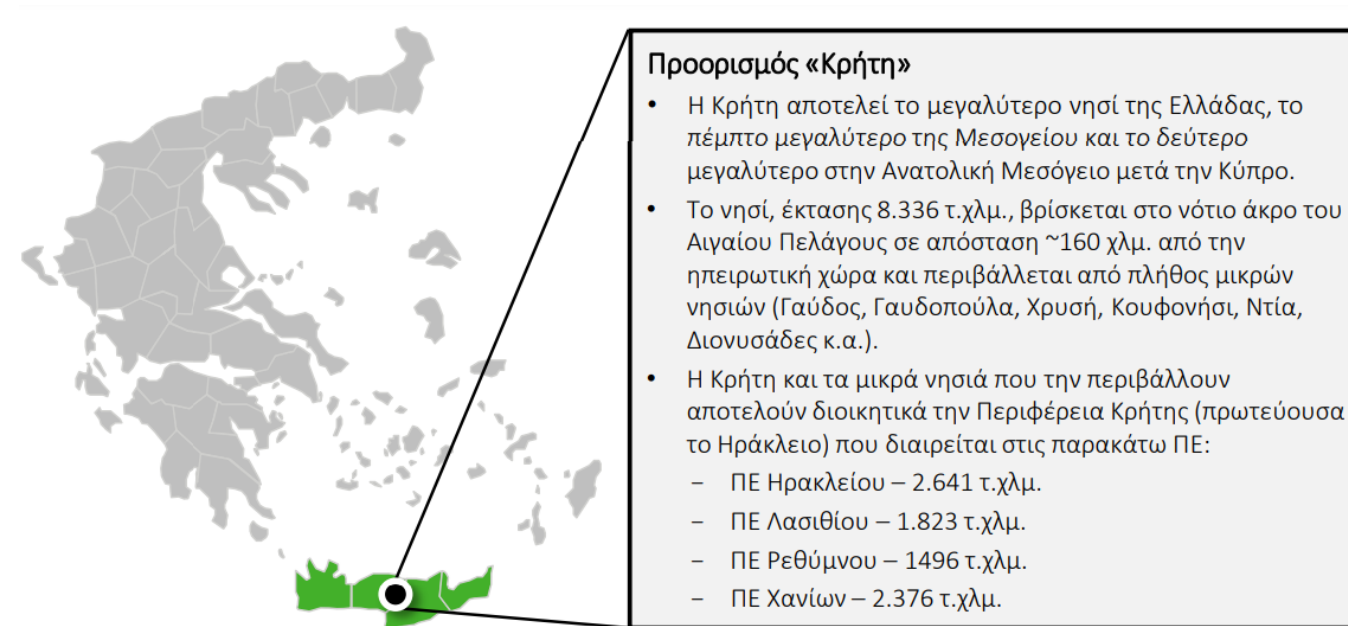 Προορισμός «Κρήτη»
• Η Κρήτη αποτελεί το μεγαλύτερο νησί της Ελλάδας, το
πέμπτο μεγαλύτερο της Μεσογείου και το δεύτερο
μεγαλύτερο στην Ανατολική Μεσόγειο μετά την Κύπρο.
• Το νησί, έκτασης 8.336 τ.χλμ., βρίσκεται στο νότιο άκρο του
Αιγαίου Πελάγους σε απόσταση ~160 χλμ. από την
ηπειρωτική χώρα και περιβάλλεται από πλήθος μικρών
νησιών (Γαύδος, Γαυδοπούλα, Χρυσή, Κουφονήσι, Ντία,
Διονυσάδες κ.α.).
• Η Κρήτη και τα μικρά νησιά που την περιβάλλουν
αποτελούν διοικητικά την Περιφέρεια Κρήτης (πρωτεύουσα
το Ηράκλειο) που διαιρείται στις παρακάτω ΠΕ:
− ΠΕ Ηρακλείου – 2.641 τ.χλμ.
− ΠΕ Λασιθίου – 1.823 τ.χλμ.
− ΠΕ Ρεθύμνου – 1496 τ.χλμ.
− ΠΕ Χανίων – 2.376 τ.χλμ.